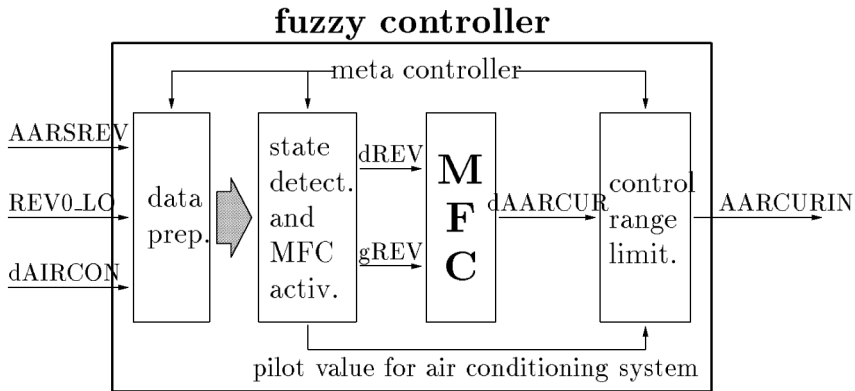 fuzzy controller
meta controller
AARSREV
REV0_LO
dAIRCON
data
prep.
state
detect.
and
MFC
activ.
dREV
gREV
M
F
C
dAARCUR
control
range
limit.
AARCURIN
pilot value for air conditioning system